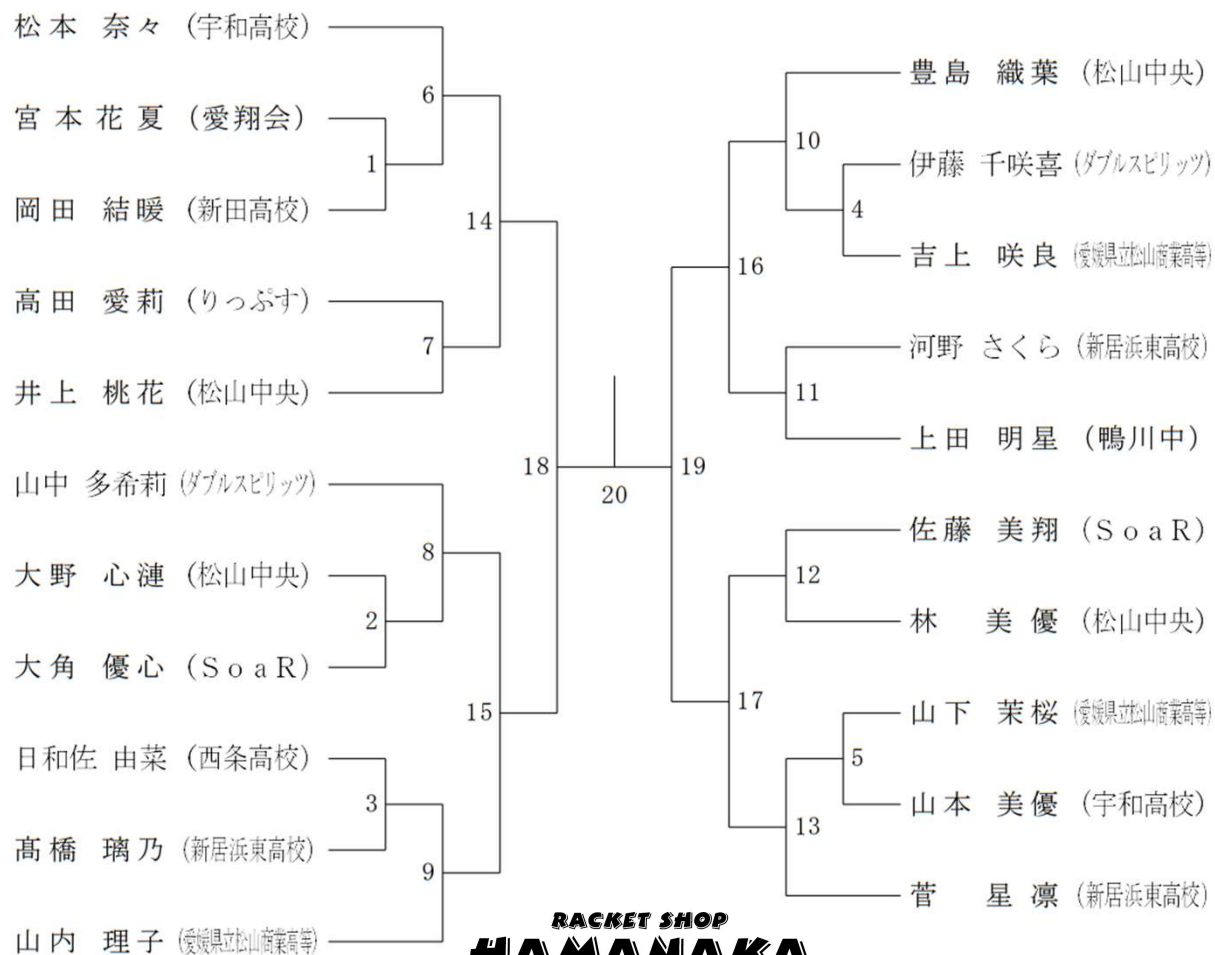 松本 奈々 (宇和高校)
宮本花夏 (愛翔会)
岡田 結暖 (新田高校)
高田 愛莉 (りっぷす)
井上 桃花 (松山中央)
山中 多希莉 (ダブルスピリッツ)
大野 心漣 (松山中央)
大角 優心 (SoaR)
日和佐 由菜 (西条高校)
髙橋 璃乃 (新居浜東高校)
山内 理子 (愛媛県立松山商業高等)
6
1
14
7
8
2
15
3
9
18
20
19
豊島 織葉 (松山中央)
伊藤 千咲喜 (ダブルスピリッツ)
吉上 咲良 (愛媛県立松山商業高等)
河野 さくら (新居浜東高校)
上田 明星 (鴨川中)
佐藤 美翔 (SoaR)
林 美優 (松山中央)
山下 茉桜 (愛媛県立松山商業高等)
山本 美優 (宇和高校)
菅 星凛 (新居浜東高校)
10
4
16
11
12
17
5
13
RACKET SHOP
HAMANAKA